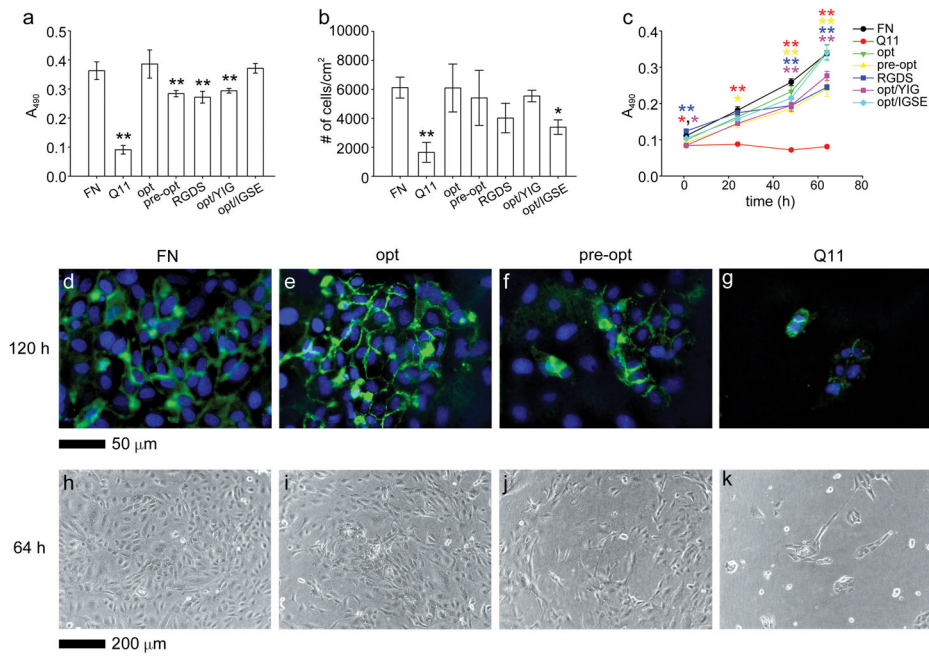 a
A490
0.4
0.3
0.2
0.1
0.0
**
**
**
**
FN
Q11
opt
pre-opt
RGDS
opt/YIG
opt/IGSE
b
# of cells/cm²
10000
8000
6000
4000
2000
0
**
*
FN
Q11
opt
pre-opt
RGDS
opt/YIG
opt/IGSE
c
A490
0.4
0.3
0.2
0.1
0.0
**
*,*
**
*
**
**
**
**
**
**
**
**
0 20 40 60 80
time (h)
FN
Q11
opt
pre-opt
RGDS
opt/YIG
opt/IGSE
FN opt pre-opt Q11
120 h
d e f g
50 μm
64 h
h i j k
200 μm